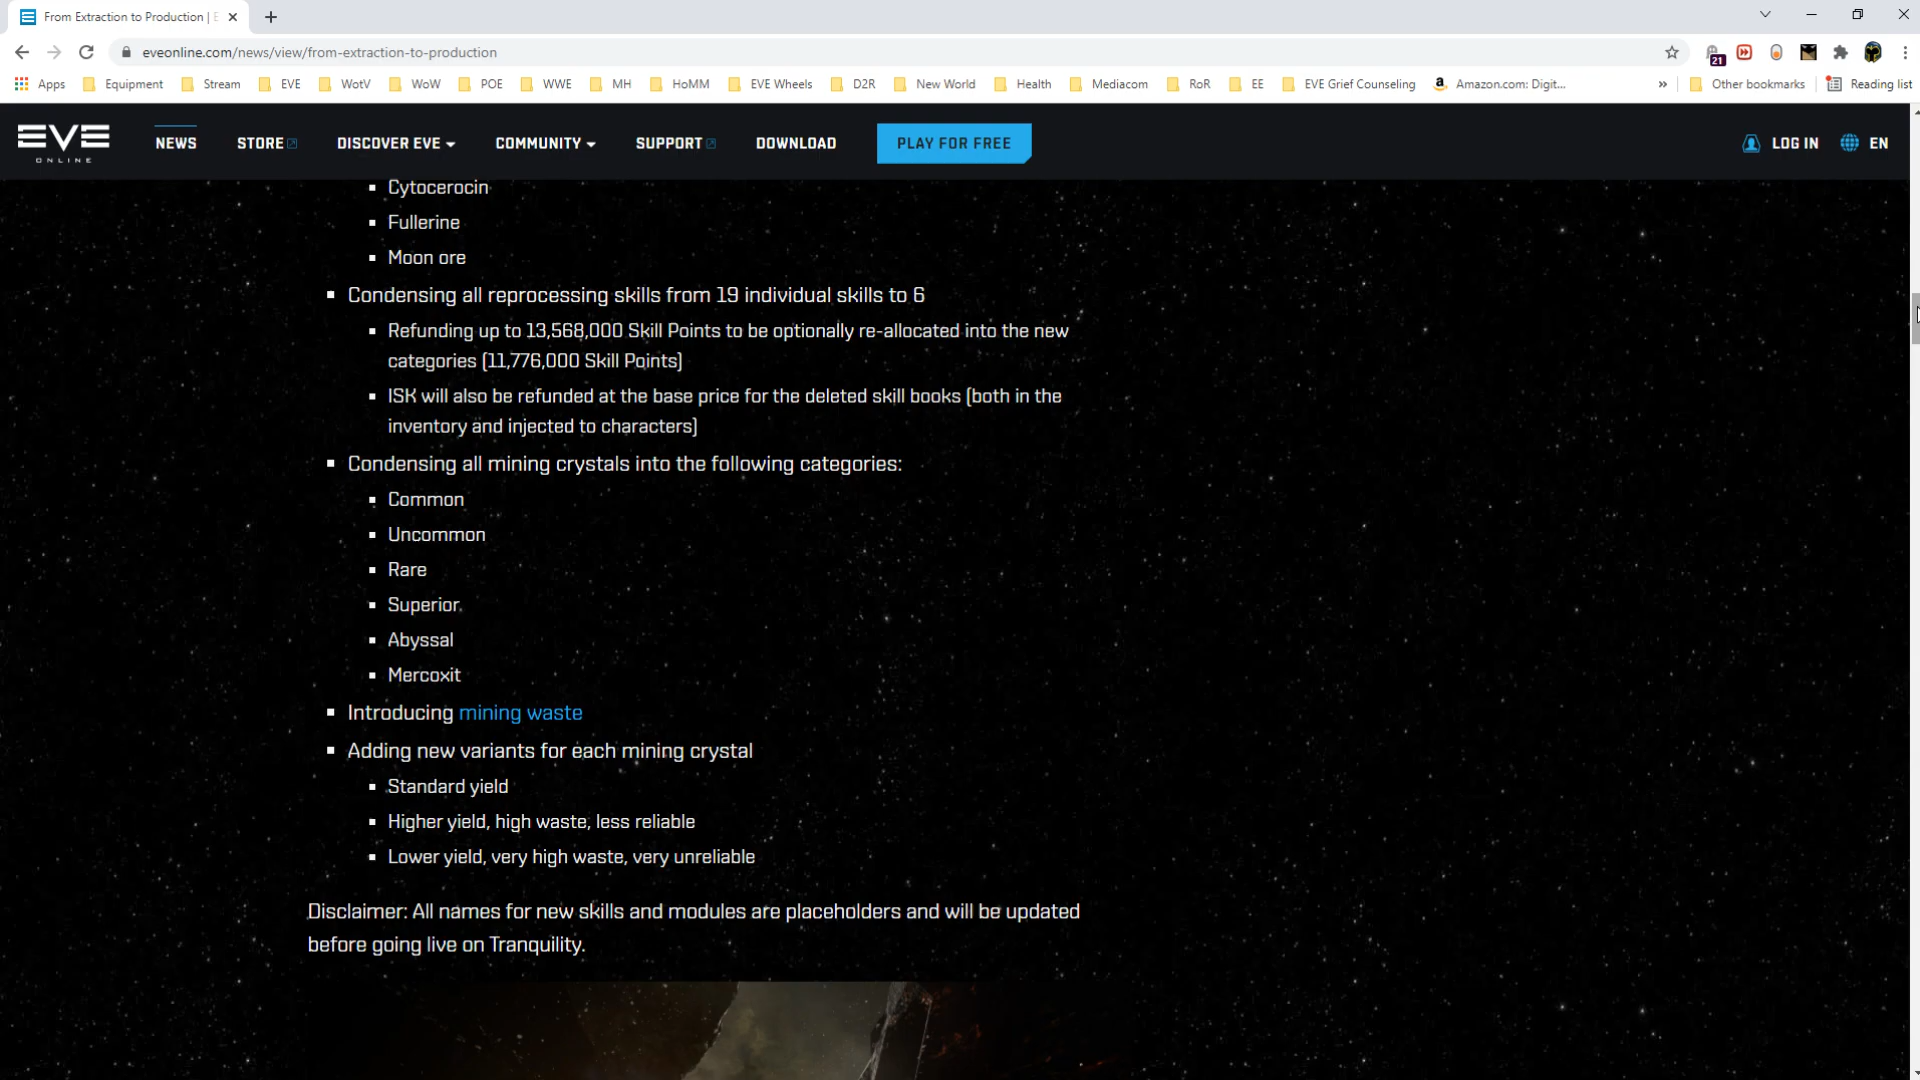 From Extraction to Production | E
eveonline.com/news/view/from-extraction-to-production
21
Apps Equipment Stream EVE WotV WoW POE WWE MH HoMM EVE Wheels D2R New World Health Mediacom RoR EE EVE Grief Counseling Amazon.com: Digit... » Other bookmarks Reading list
EVE ONLINE NEWS STORE DISCOVER EVE COMMUNITY SUPPORT DOWNLOAD PLAY FOR FREE LOG IN EN
Cytocerocin
Fullerine
Moon ore
Condensing all reprocessing skills from 19 individual skills to 6
Refunding up to 13,568,000 Skill Points to be optionally re-allocated into the new
categories (11,776,000 Skill Points)
ISK will also be refunded at the base price for the deleted skill books (both in the
inventory and injected to characters)
Condensing all mining crystals into the following categories:
Common
Uncommon
Rare
Superior
Abyssal
Mercoxit
Introducing mining waste
Adding new variants for each mining crystal
Standard yield
Higher yield, high waste, less reliable
Lower yield, very high waste, very unreliable
Disclaimer: All names for new skills and modules are placeholders and will be updated
before going live on Tranquility.